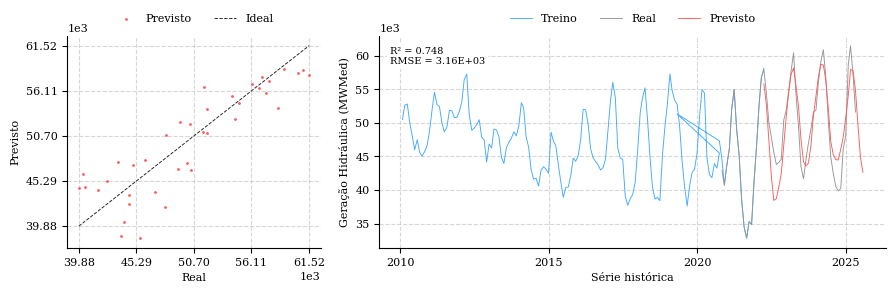 Previsto Ideal
1e3
61.52
56.11
50.70
45.29
39.88
Previsto
39.88 45.29 50.70 56.11 61.52
Real
1e3
Treino Real Previsto
1e3
R² = 0.748
RMSE = 3.16E+03
60
55
50
45
40
35
Geração Hidráulica (MWMed)
2010 2015 2020 2025
Série histórica